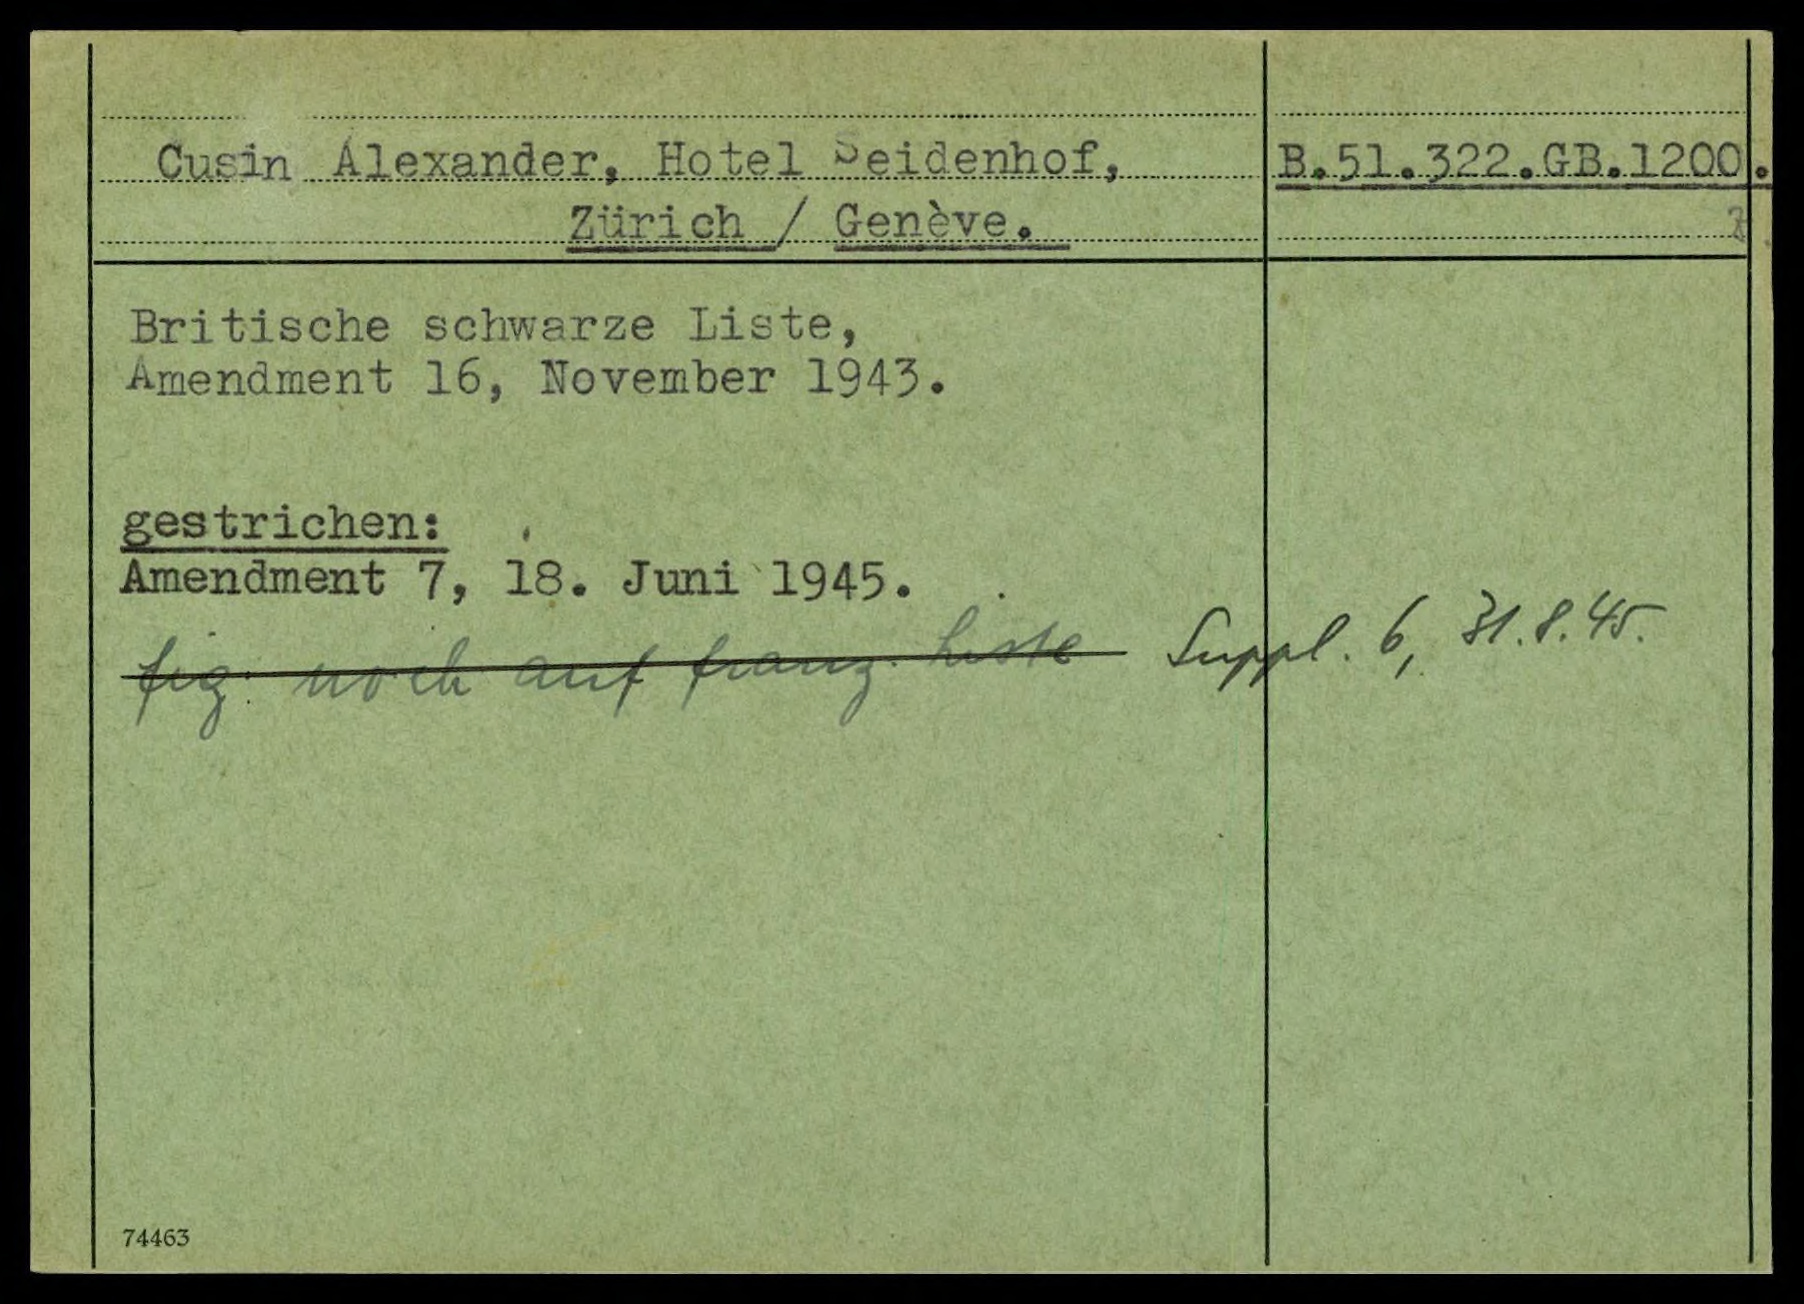 Cusin Alexander, Hotel Seidenhof, B.51.322.GB.1200.
Zürich / Genève.
Britische schwarze Liste,
Amendment 16, November 1943.
gestrichen:
Amendment 7, 18. Juni 1945.
fig. noch auf franz. Liste Suppl. 6, 31.8.45.
74463